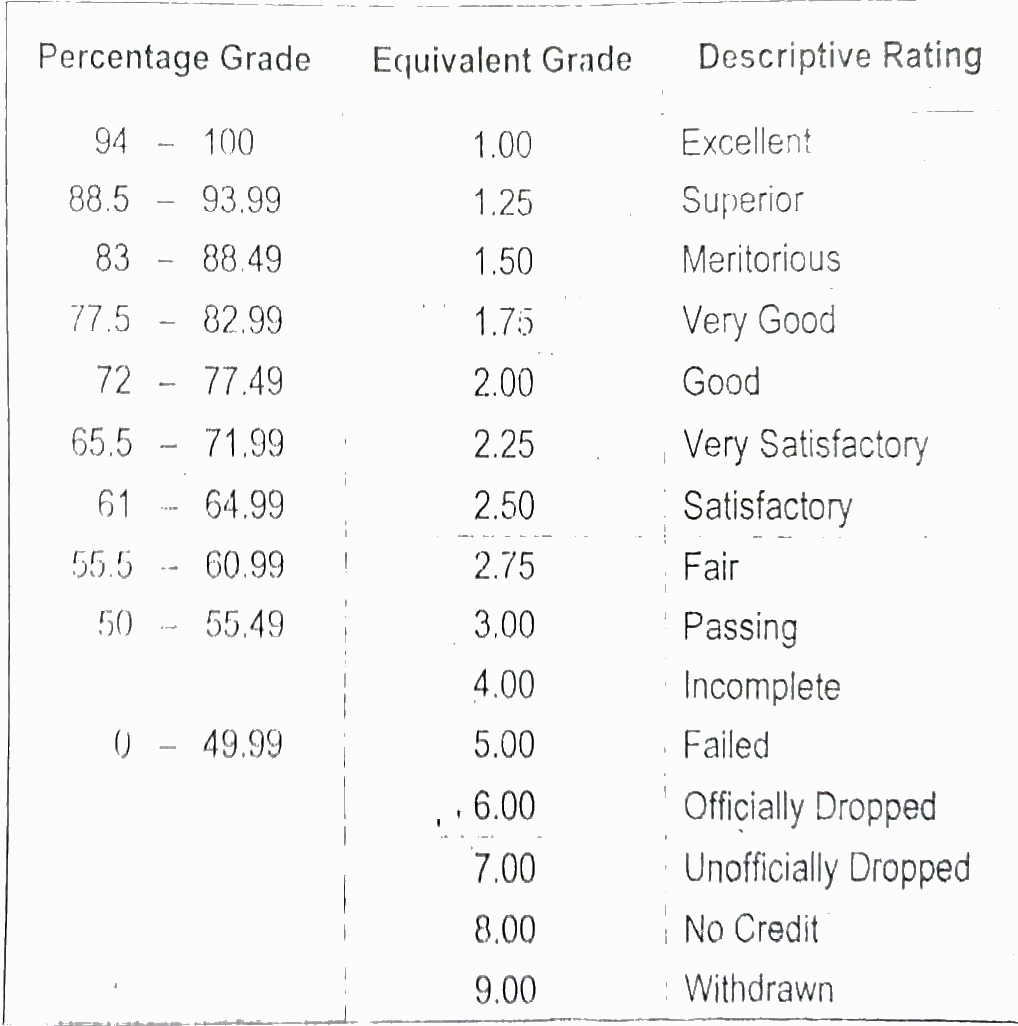 Percentage Grade Equivalent Grade Descriptive Rating
94 – 100 1.00 Excellent
88.5 – 93.99 1.25 Superior
83 – 88.49 1.50 Meritorious
77.5 – 82.99 1.75 Very Good
72 – 77.49 2.00 Good
65.5 – 71.99 2.25 Very Satisfactory
61 – 64.99 2.50 Satisfactory
55.5 – 60.99 2.75 Fair
50 – 55.49 3.00 Passing
4.00 Incomplete
0 – 49.99 5.00 Failed
6.00 Officially Dropped
7.00 Unofficially Dropped
8.00 No Credit
9.00 Withdrawn